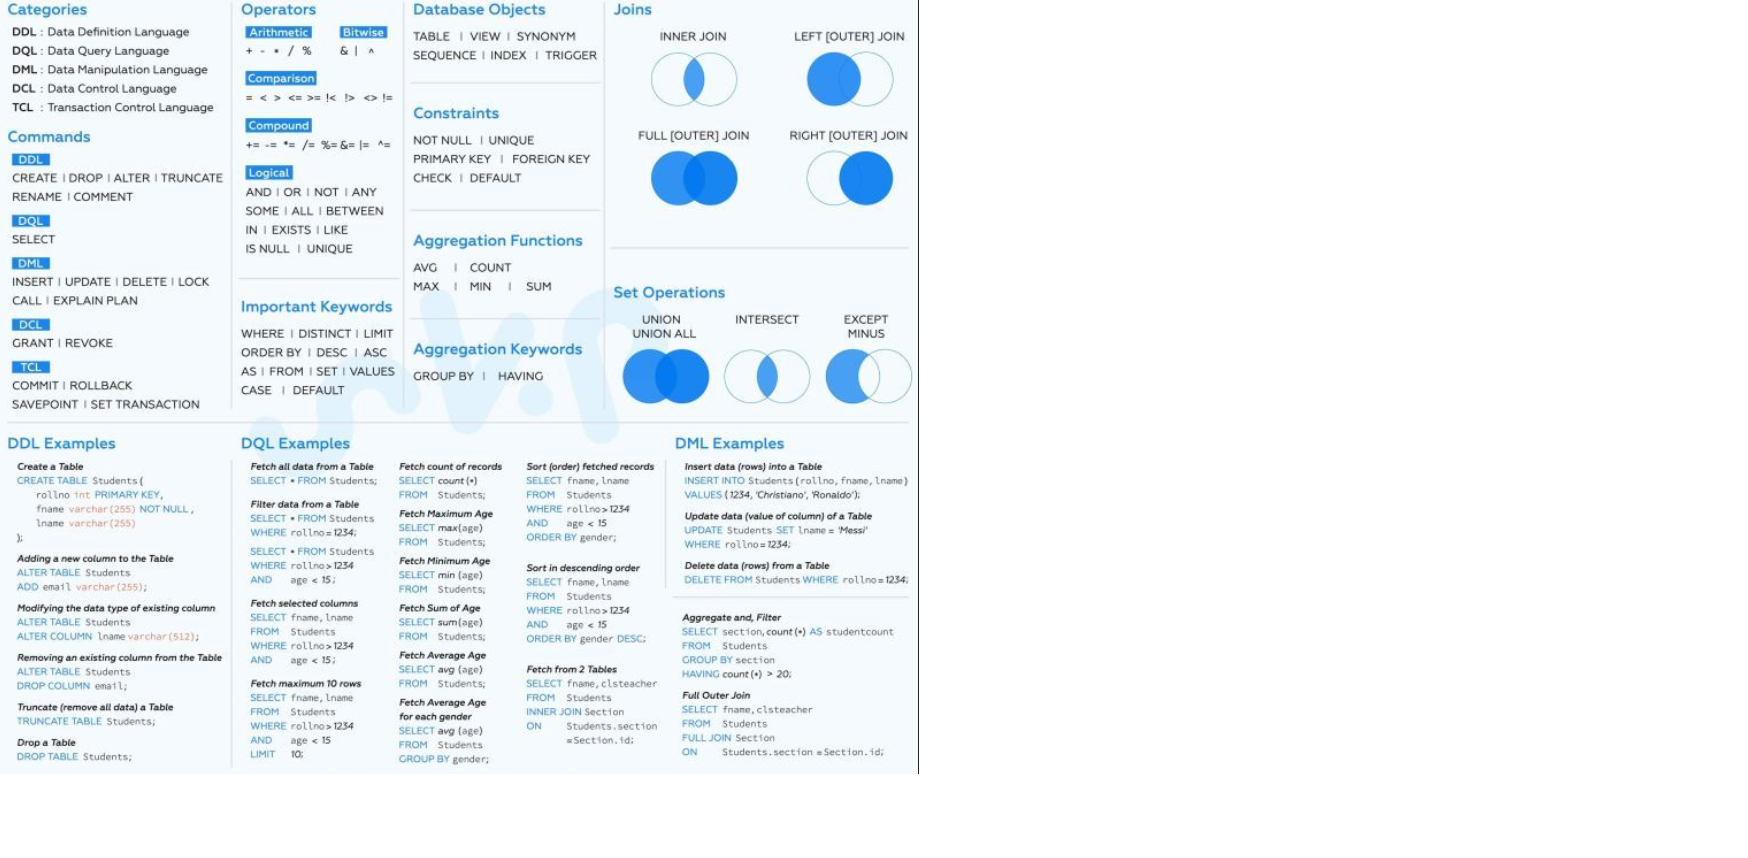 Categories
DDL : Data Definition Language
DQL : Data Query Language
DML : Data Manipulation Language
DCL : Data Control Language
TCL : Transaction Control Language
Commands
DDL
CREATE | DROP | ALTER | TRUNCATE
RENAME | COMMENT
DQL
SELECT
DML
INSERT | UPDATE | DELETE | LOCK
CALL | EXPLAIN PLAN
DCL
GRANT | REVOKE
TCL
COMMIT | ROLLBACK
SAVEPOINT | SET TRANSACTION
Operators
Arithmetic Bitwise
+ - * / % & | ^
Comparison
= < > <= >= !< !> <> !=
Compound
+= -= *= /= %= &= |= ^=
Logical
AND | OR | NOT | ANY
SOME | ALL | BETWEEN
IN | EXISTS | LIKE
IS NULL | UNIQUE
Important Keywords
WHERE | DISTINCT | LIMIT
ORDER BY | DESC | ASC
AS | FROM | SET | VALUES
CASE | DEFAULT
Database Objects
TABLE | VIEW | SYNONYM
SEQUENCE | INDEX | TRIGGER
Constraints
NOT NULL | UNIQUE
PRIMARY KEY | FOREIGN KEY
CHECK | DEFAULT
Aggregation Functions
AVG | COUNT
MAX | MIN | SUM
Aggregation Keywords
GROUP BY | HAVING
Joins
INNER JOIN
LEFT [OUTER] JOIN
FULL [OUTER] JOIN
RIGHT [OUTER] JOIN
Set Operations
UNION
UNION ALL
INTERSECT
EXCEPT
MINUS
DDL Examples
Create a Table
CREATE TABLE Students(
rollno int PRIMARY KEY,
fname varchar(255) NOT NULL,
lname varchar(255)
);
Adding a new column to the Table
ALTER TABLE Students
ADD email varchar(255);
Modifying the data type of existing column
ALTER TABLE Students
ALTER COLUMN lname varchar(512);
Removing an existing column from the Table
ALTER TABLE Students
DROP COLUMN email;
Truncate (remove all data) a Table
TRUNCATE TABLE Students;
Drop a Table
DROP TABLE Students;
DQL Examples
Fetch all data from a Table
SELECT * FROM Students;
Filter data from a Table
SELECT * FROM Students
WHERE rollno=1234;
SELECT * FROM Students
WHERE rollno>1234
AND age < 15;
Fetch selected columns
SELECT fname,lname
FROM Students
WHERE rollno>1234
AND age < 15;
Fetch maximum 10 rows
SELECT fname,lname
FROM Students
WHERE rollno>1234
AND age < 15
LIMIT 10;
Fetch count of records
SELECT count(*)
FROM Students;
Fetch Maximum Age
SELECT max(age)
FROM Students;
Fetch Minimum Age
SELECT min (age)
FROM Students;
Fetch Sum of Age
SELECT sum(age)
FROM Students;
Fetch Average Age
SELECT avg (age)
FROM Students;
Fetch Average Age
for each gender
SELECT avg (age)
FROM Students
GROUP BY gender;
Sort (order) fetched records
SELECT fname,lname
FROM Students
WHERE rollno>1234
AND age < 15
ORDER BY gender;
Sort in descending order
SELECT fname,lname
FROM Students
WHERE rollno>1234
AND age < 15
ORDER BY gender DESC;
Fetch from 2 Tables
SELECT fname,clsteacher
FROM Students
INNER JOIN Section
ON Students.section
=Section.id;
DML Examples
Insert data (rows) into a Table
INSERT INTO Students(rollno,fname,lname)
VALUES (1234, 'Christiano', 'Ronaldo');
Update data (value of column) of a Table
UPDATE Students SET lname = 'Messi'
WHERE rollno=1234;
Delete data (rows) from a Table
DELETE FROM Students WHERE rollno=1234;
Aggregate and, Filter
SELECT section,count(*) AS studentcount
FROM Students
GROUP BY section
HAVING count(*) > 20;
Full Outer Join
SELECT fname,clsteacher
FROM Students
FULL JOIN Section
ON Students.section =Section.id;